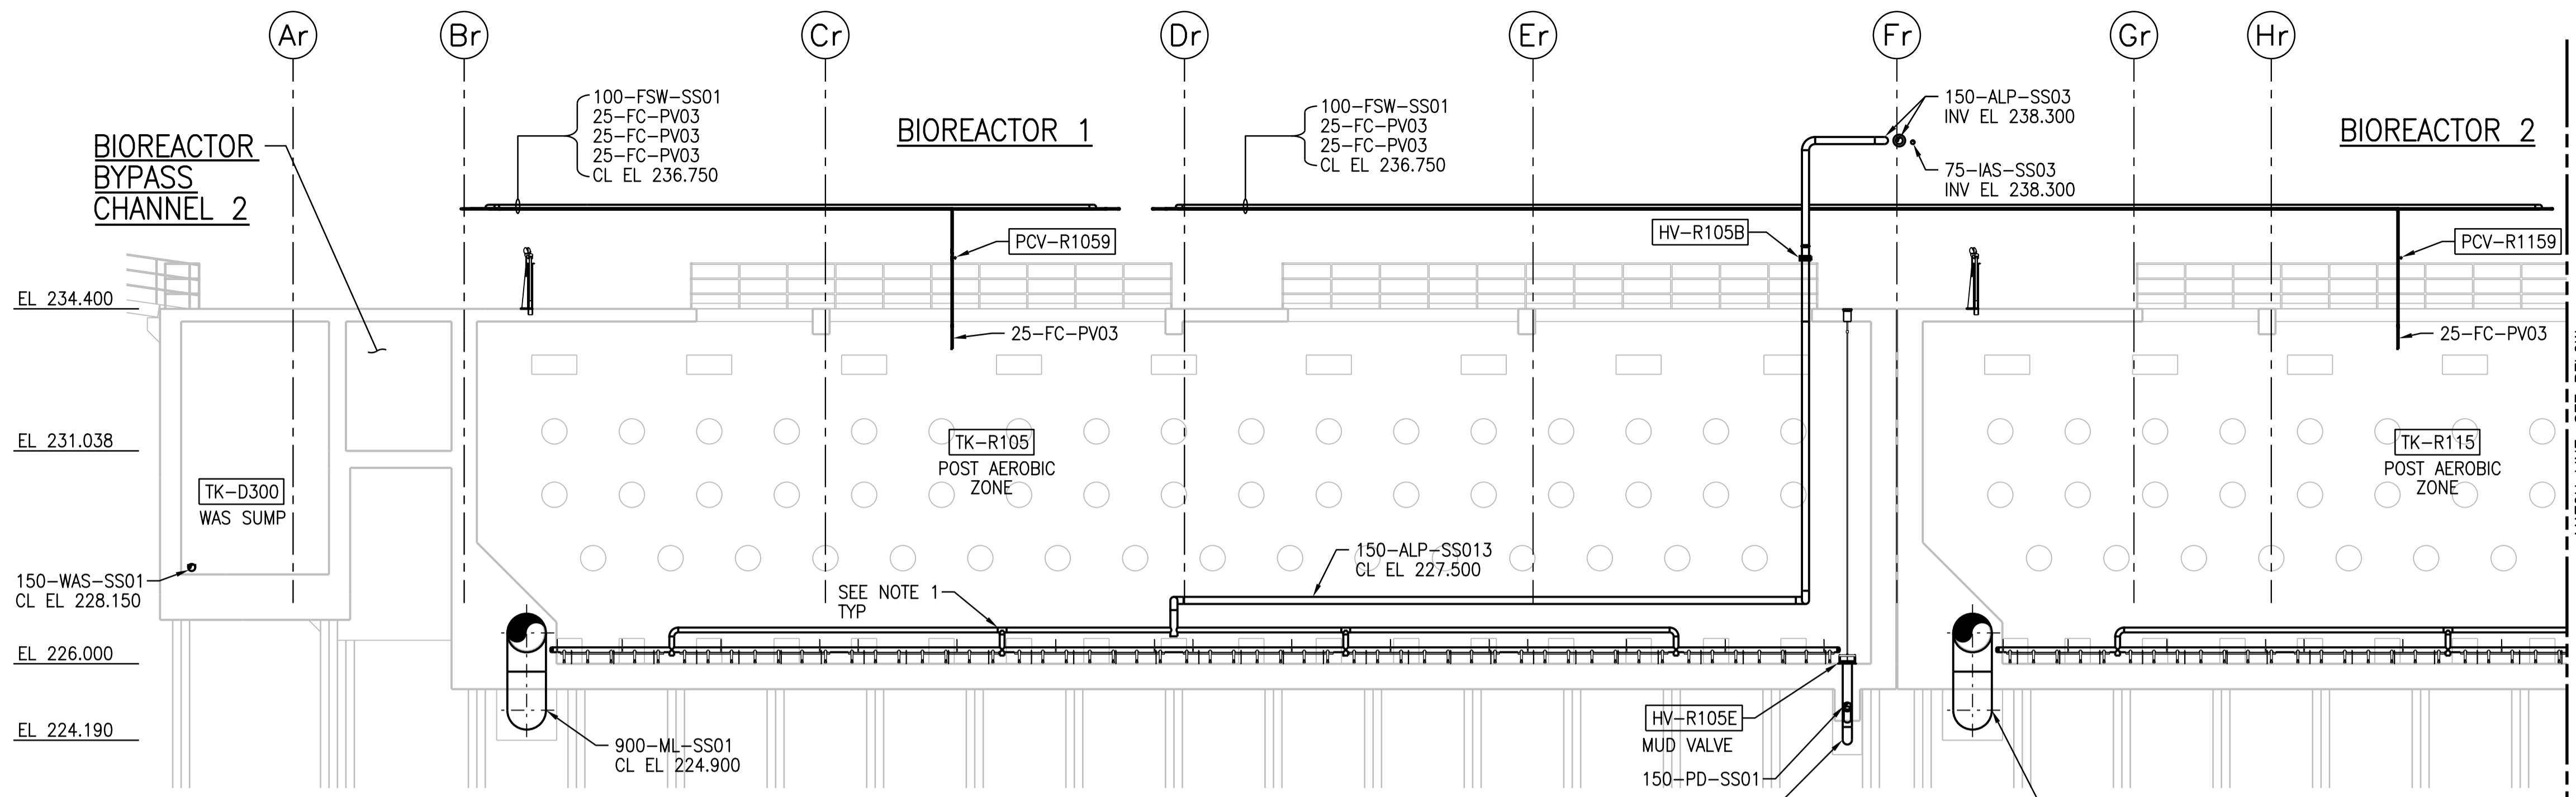 Ar
Br
Cr
Dr
Er
Fr
Gr
Hr
100-FSW-SS01
25-FC-PV03
25-FC-PV03
25-FC-PV03
CL EL 236.750
BIOREACTOR 1
100-FSW-SS01
25-FC-PV03
25-FC-PV03
CL EL 236.750
150-ALP-SS03
INV EL 238.300
BIOREACTOR 2
BIOREACTOR
BYPASS
CHANNEL 2
75-IAS-SS03
INV EL 238.300
PCV-R1059
HV-R105B
PCV-R1159
EL 234.400
25-FC-PV03
25-FC-PV03
EL 231.038
TK-R105
POST AEROBIC
ZONE
TK-R115
POST AEROBIC
ZONE
TK-D300
WAS SUMP
150-WAS-SS01
CL EL 228.150
SEE NOTE 1
TYP
150-ALP-SS013
CL EL 227.500
EL 226.000
EL 224.190
900-ML-SS01
CL EL 224.900
HV-R105E
MUD VALVE
150-PD-SS01